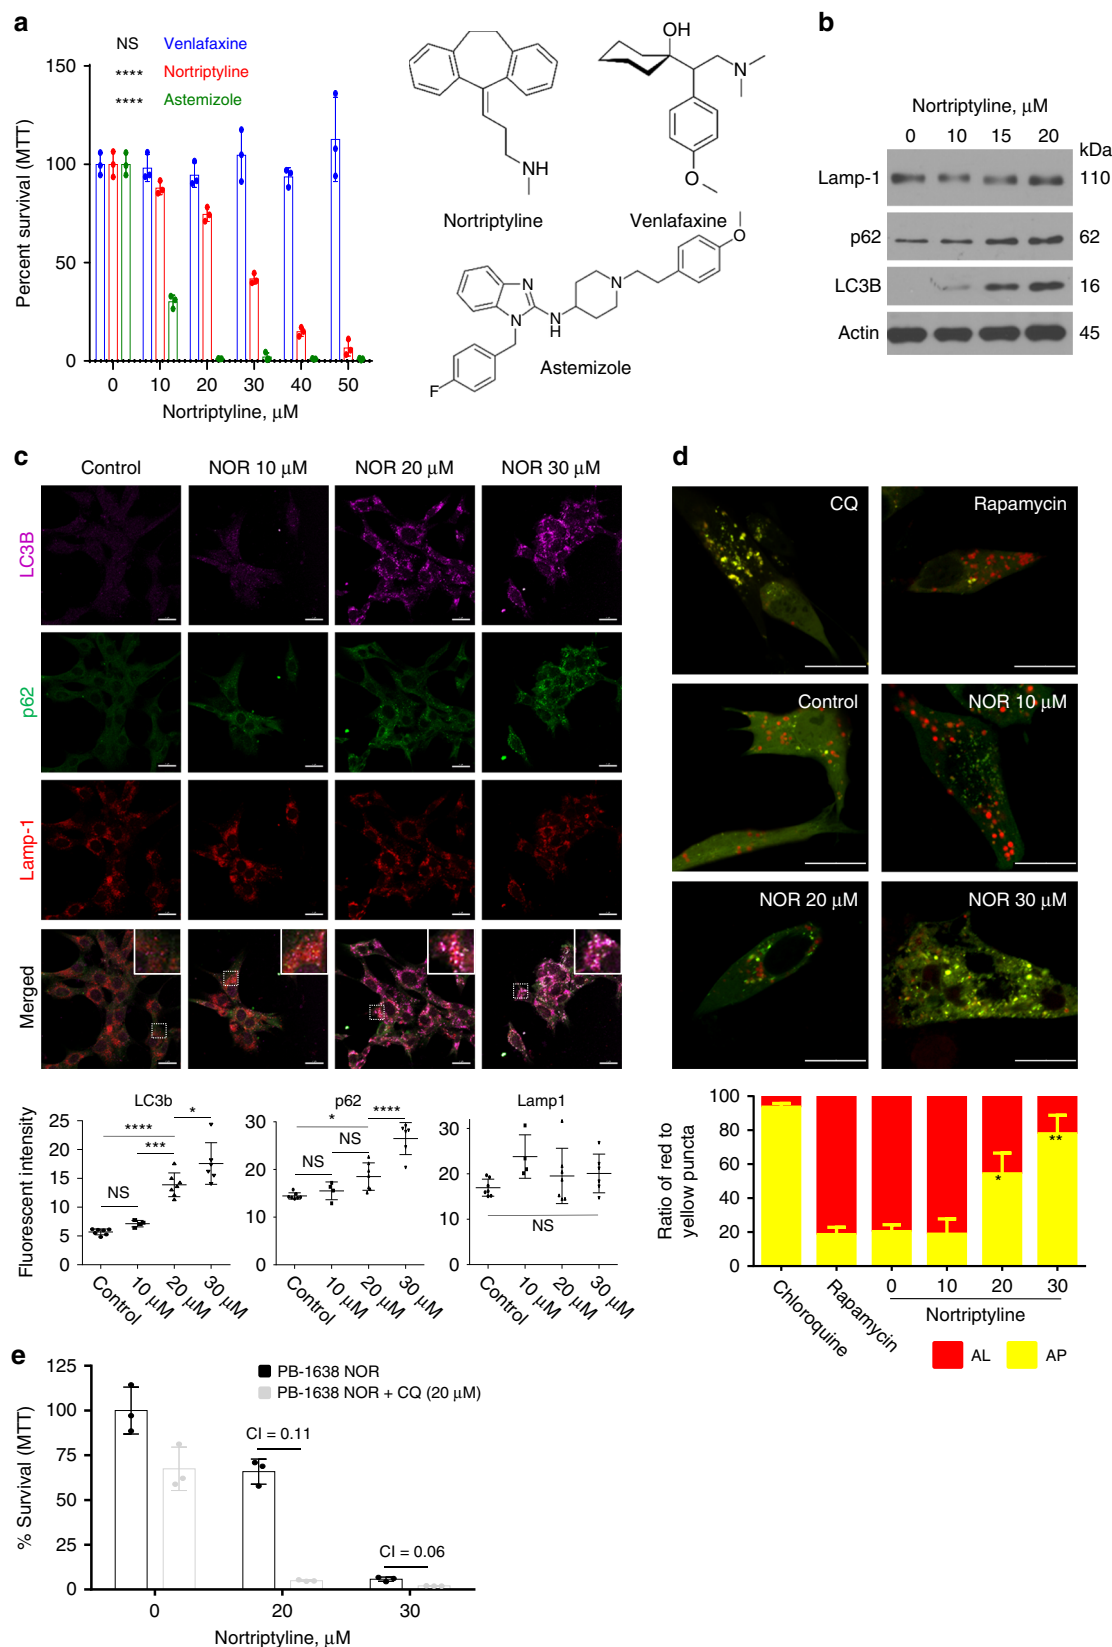 a
NS Venlafaxine
**** Nortriptyline
**** Astemizole
Percent survival (MTT)
150
100
50
0
0 10 20 30 40 50
Nortriptyline, μM
NH
Nortriptyline
OH
N
O
Venlafaxine
O
N
N
N
N
H
F
Astemizole
b
Nortriptyline, μM
0 10 15 20
kDa
Lamp-1 110
p62 62
LC3B 16
Actin 45
c
Control NOR 10 μM NOR 20 μM NOR 30 μM
LC3B
p62
Lamp-1
Merged
Fluorescent intensity
LC3b
25
20
15
10
5
0
****
***
*
NS
Control 10 μM 20 μM 30 μM
p62
30
20
10
0
*
****
NS
NS
Control 10 μM 20 μM 30 μM
Lamp1
30
20
10
0
NS
Control 10 μM 20 μM 30 μM
d
CQ
Rapamycin
Control
NOR 10 μM
NOR 20 μM
NOR 30 μM
Ratio of red to
yellow puncta
100
80
60
40
20
0
*
**
Chloroquine Rapamycin 0 10 20 30
Nortriptyline
AL AP
e
% Survival (MTT)
125
100
75
50
25
0
PB-1638 NOR
PB-1638 NOR + CQ (20 μM)
CI = 0.11
CI = 0.06
0 20 30
Nortriptyline, μM